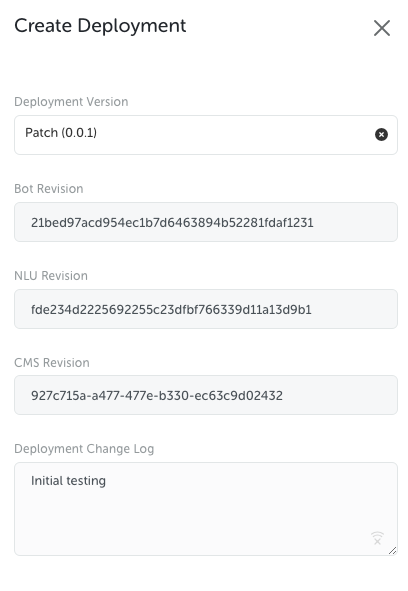 Create Deployment
Deployment Version
Patch (0.0.1)
Bot Revision
21bed97acd954ec1b7d6463894b52281fdaf1231
NLU Revision
fde234d2225692255c23dfbf766339d11a13d9b1
CMS Revision
927c715a-a477-477e-b330-ec63c9d02432
Deployment Change Log
Initial testing